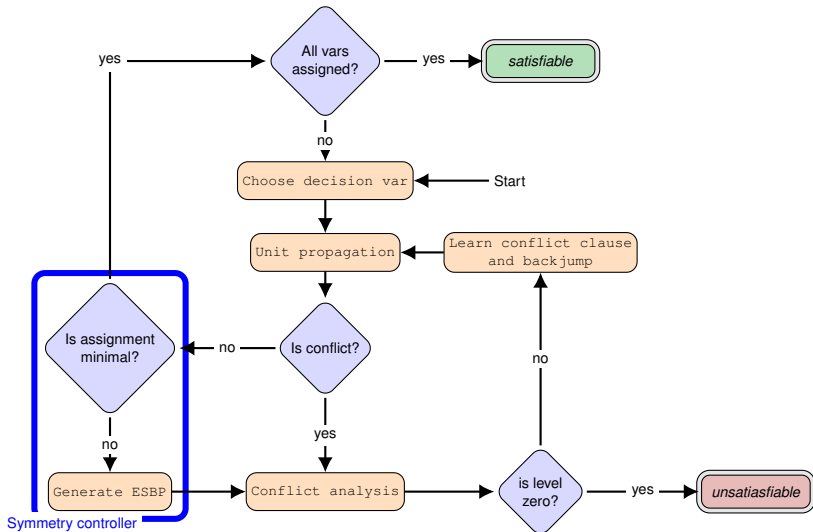 All vars
assigned?
yes
yes
satisfiable
no
Choose decision var
Start
Unit propagation
Learn conflict clause
and backjump
Is assignment
minimal?
no
Is conflict?
no
yes
no
Generate ESBP
Conflict analysis
is level
zero?
yes
unsatiasfiable
Symmetry controller